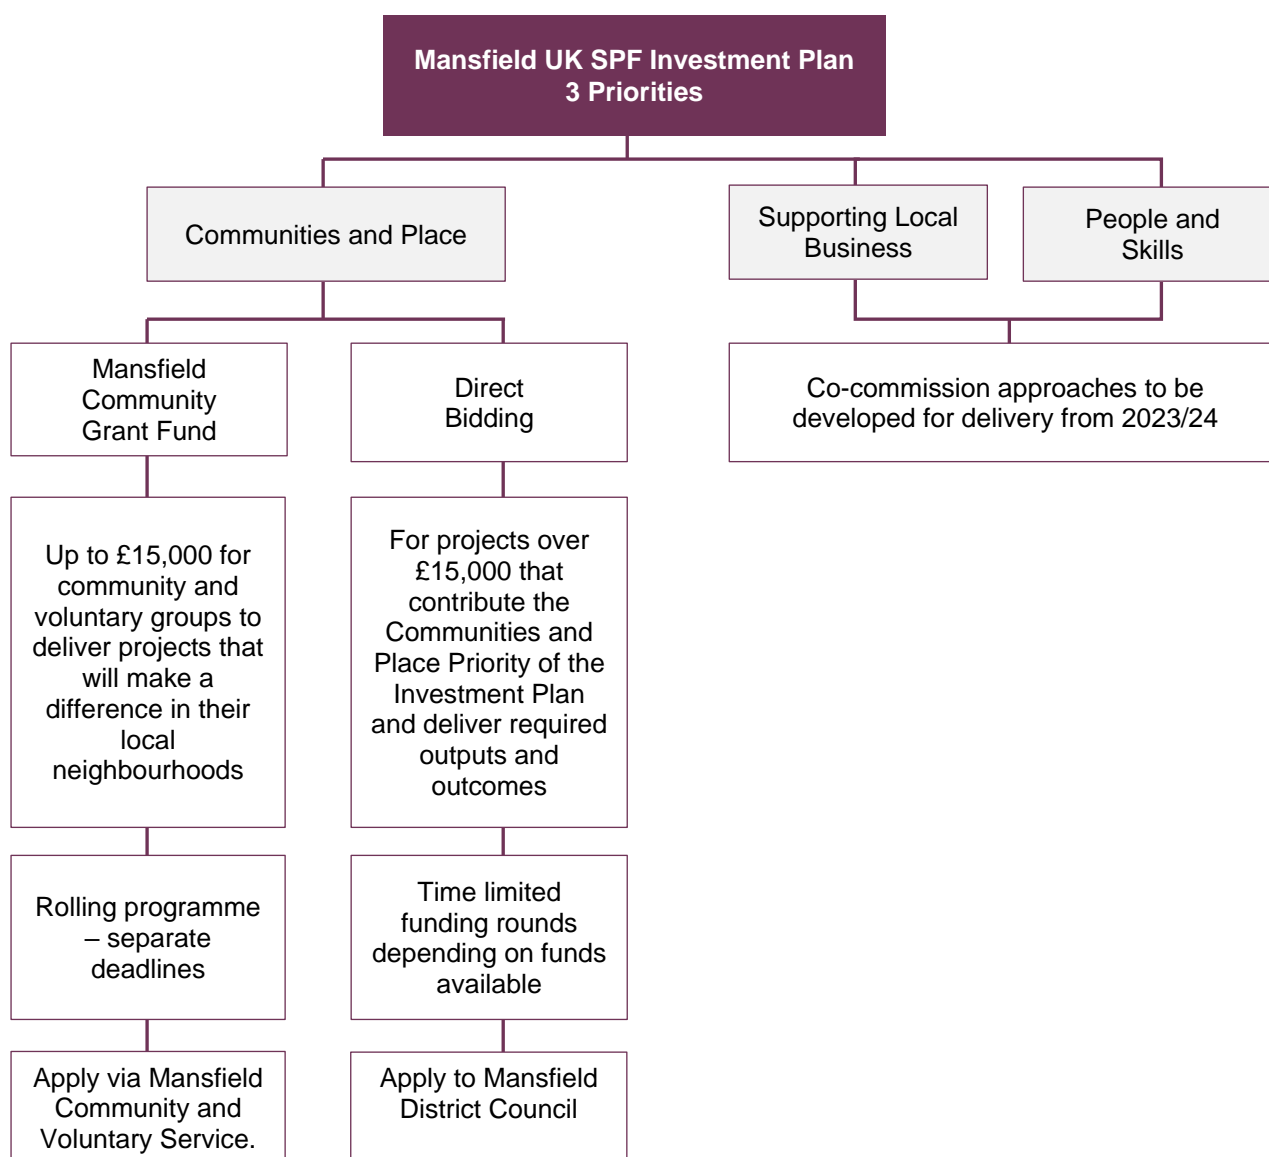 Mansfield UK SPF Investment Plan
3 Priorities
Communities and Place
Supporting Local
Business
People and
Skills
Mansfield
Community
Grant Fund
Direct
Bidding
Co-commission approaches to be
developed for delivery from 2023/24
Up to £15,000 for
community and
voluntary groups to
deliver projects that
will make a
difference in their
local
neighbourhoods
For projects over
£15,000 that
contribute the
Communities and
Place Priority of the
Investment Plan
and deliver required
outputs and
outcomes
Rolling programme
– separate
deadlines
Time limited
funding rounds
depending on funds
available
Apply via Mansfield
Community and
Voluntary Service.
Apply to Mansfield
District Council